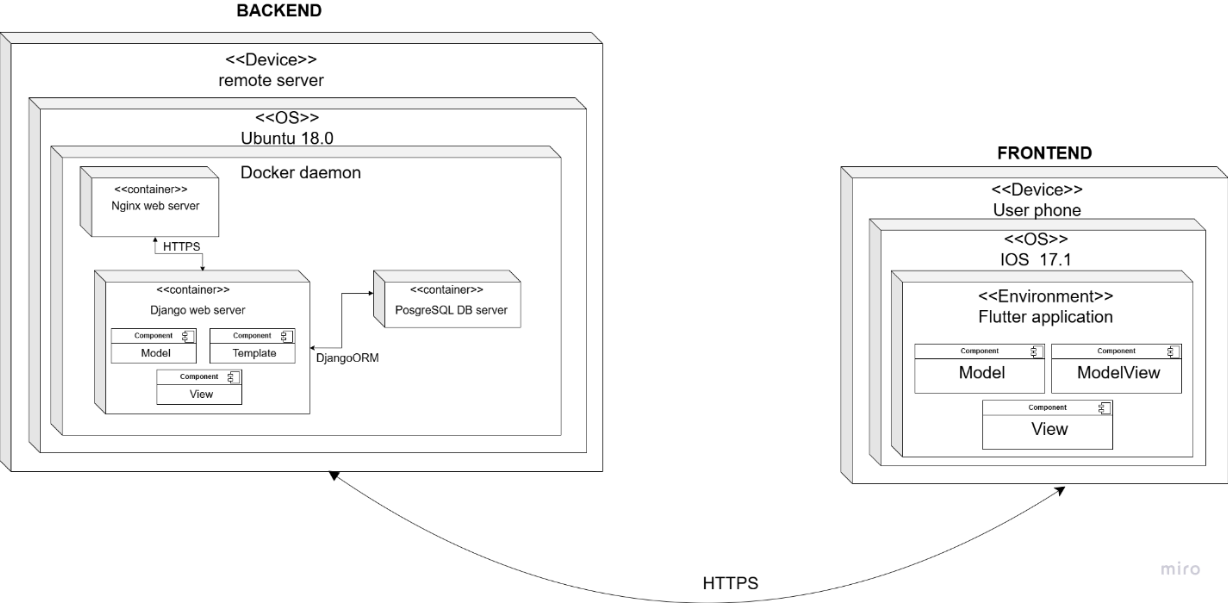 BACKEND
<<Device>>
remote server
<<OS>>
Ubuntu 18.0
Docker daemon
<<container>>
Nginx web server
HTTPS
<<container>>
Django web server
Component
Model
Component
Template
Component
View
<<container>>
PosgreSQL DB server
DjangoORM
FRONTEND
<<Device>>
User phone
<<OS>>
IOS 17.1
<<Environment>>
Flutter application
Component
Model
Component
ModelView
Component
View
HTTPS
miro